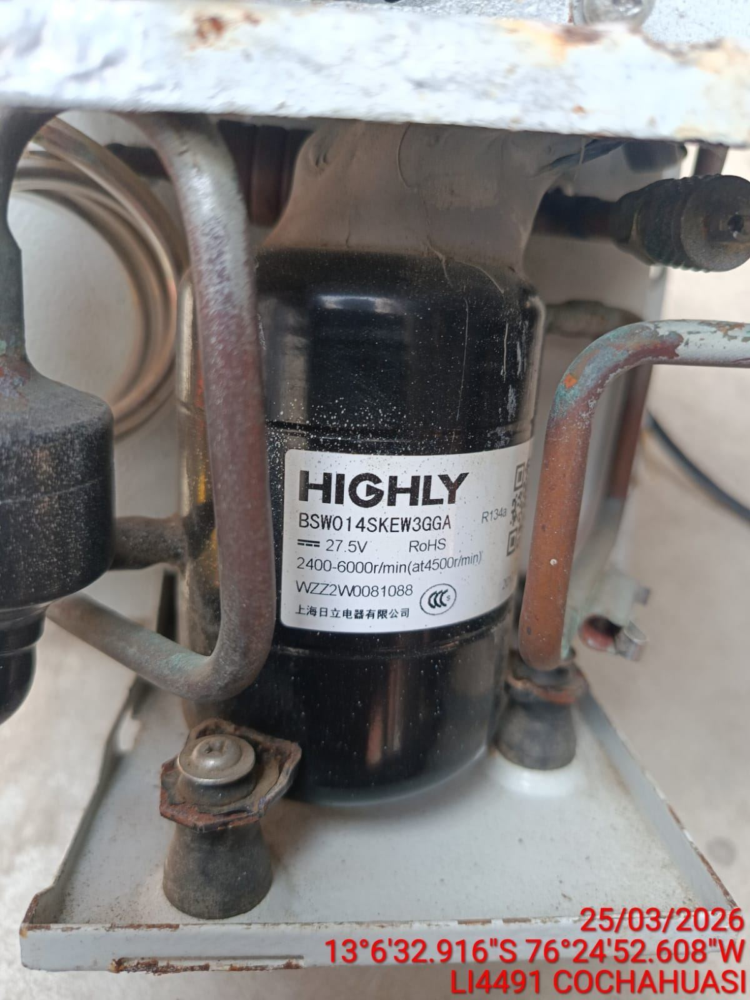 HIGHLY
BSW014SKEW3GGA
R134a
⎓ 27.5V RoHS
2400-6000r/min(at4500r/min)
WZZ2W0081088
CCC S
上海日立电器有限公司
25/03/2026
13°6'32.916"S 76°24'52.608"W
LI4491 COCHAHUASI